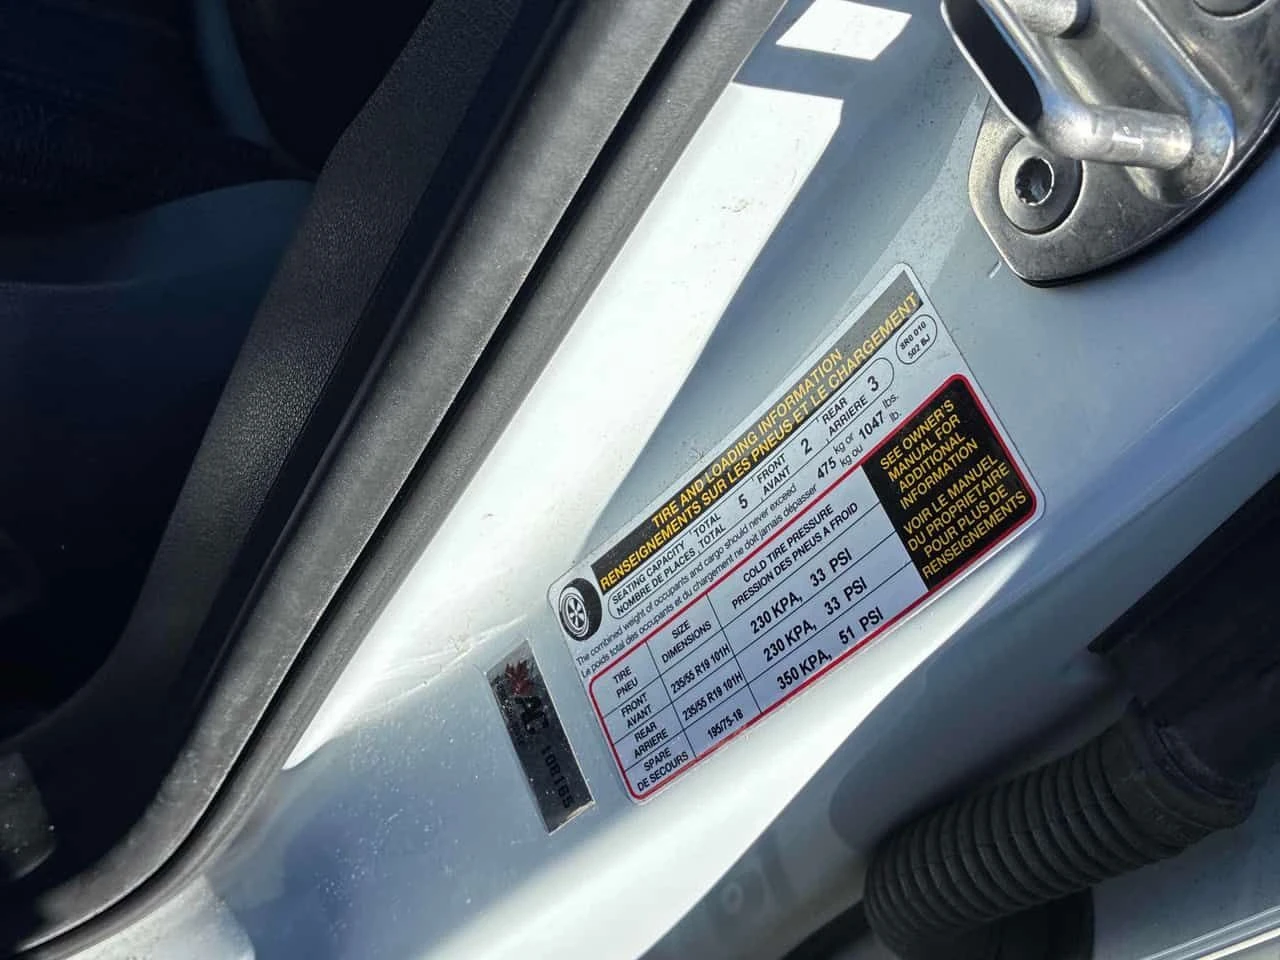 TIRE AND LOADING INFORMATION
RENSEIGNEMENTS SUR LES PNEUS ET LE CHARGEMENT
SRG 010
502 BJ
SEATING CAPACITY TOTAL 5 FRONT 2 REAR 3
NOMBRE DE PLACES TOTAL AVANT ARRIERE
The combined weight of occupants and cargo should never exceed 475 kg or 1047 lbs.
Le poids total des occupants et du chargement ne doit jamais dépasser kg ou lb.
TIRE SIZE COLD TIRE PRESSURE
PNEU DIMENSIONS PRESSION DES PNEUS A FROID
FRONT
AVANT 235/55 R19 101H 230 KPA, 33 PSI
REAR
ARRIERE 235/55 R19 101H 230 KPA, 33 PSI
SPARE
DE SECOURS 195/75-18 350 KPA, 51 PSI
SEE OWNER'S
MANUAL FOR
ADDITIONAL
INFORMATION
VOIR LE MANUEL
DU PROPRIETAIRE
POUR PLUS DE
RENSEIGNEMENTS